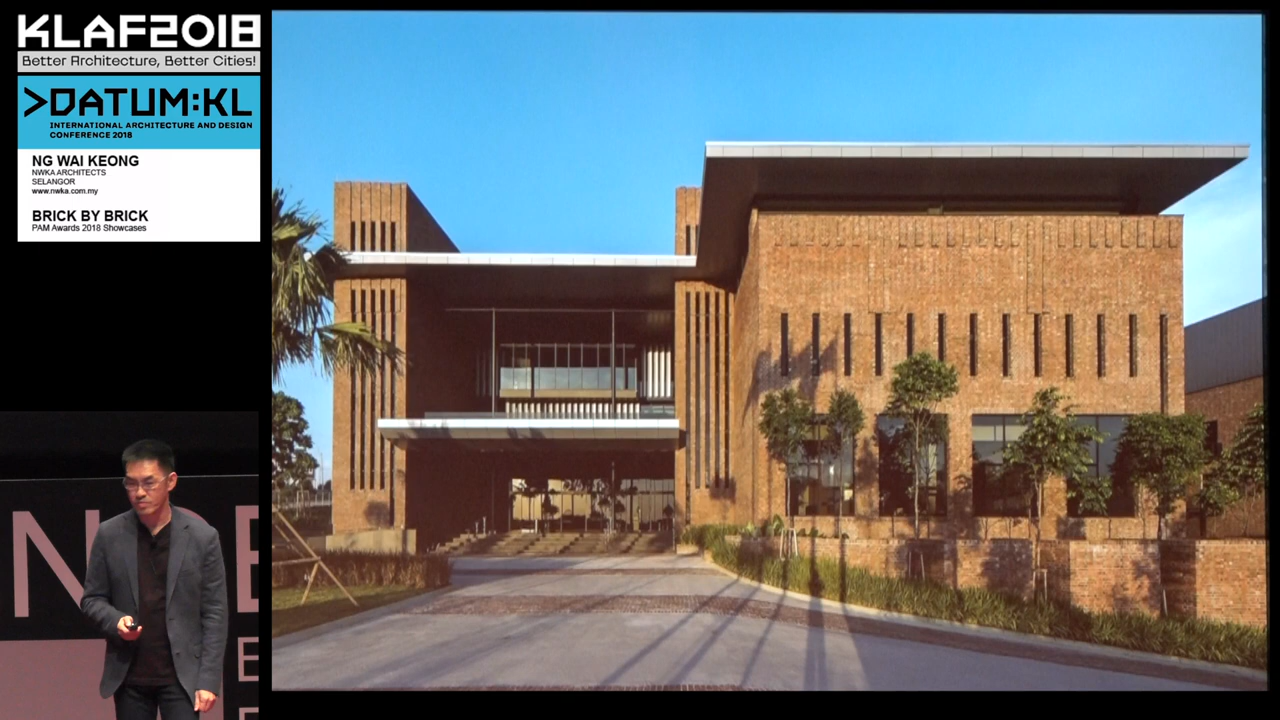 KLAF2018
Better Architecture, Better Cities!
>DATUM:KL
INTERNATIONAL ARCHITECTURE AND DESIGN
CONFERENCE 2018
NG WAI KEONG
NWKA ARCHITECTS
SELANGOR
www.nwka.com.my
BRICK BY BRICK
PAM Awards 2018 Showcases